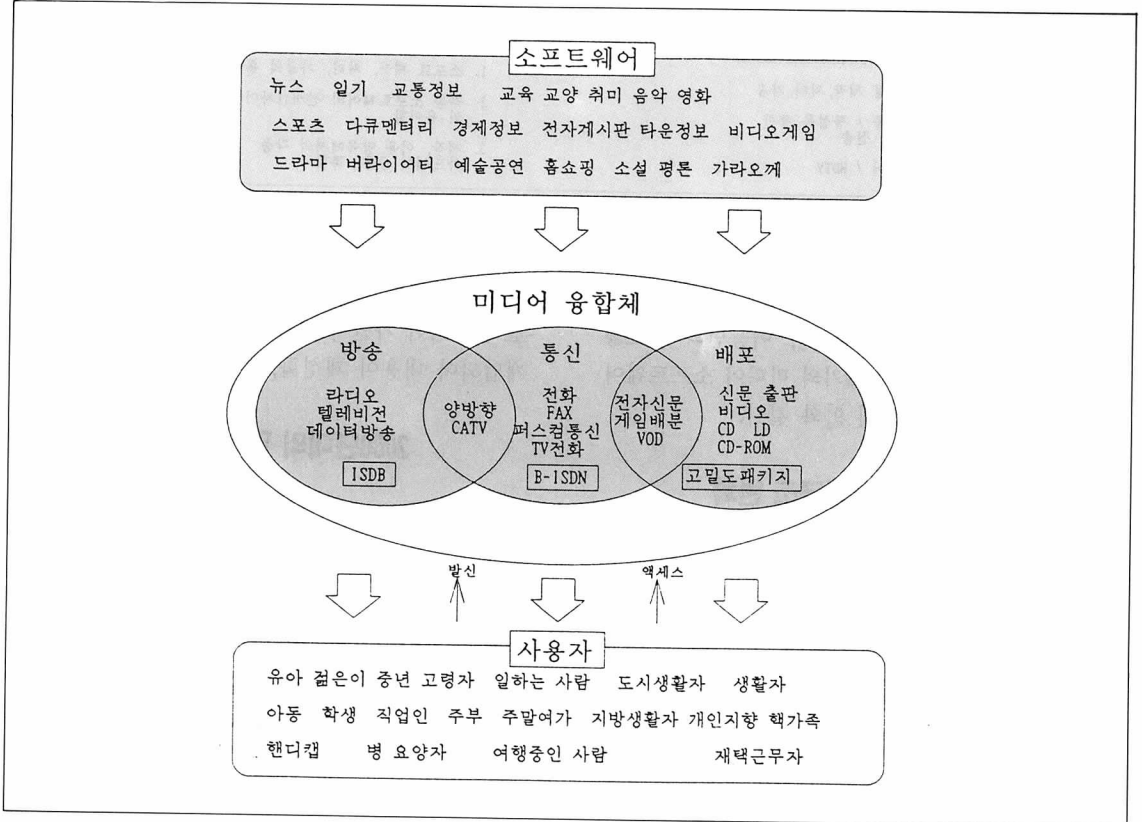 소프트웨어
뉴스 일기 교통정보 교육 교양 취미 음악 영화
스포츠 다큐멘터리 경제정보 전자게시판 타운정보 비디오게임
드라마 버라이어티 예술공연 홈쇼핑 소설 평론 가라오께
미디어 융합체
방송
라디오
텔레비전
데이터방송
ISDB
양방향
CATV
통신
전화
FAX
퍼스컴통신
TV전화
B-ISDN
전자신문
게임배분
VOD
배포
신문 출판
비디오
CD LD
CD-ROM
고밀도패키지
발신
액세스
사용자
유아 젊은이 중년 고령자 일하는 사람 도시생활자 생활자
아동 학생 직업인 주부 주말여가 지방생활자 개인지향 핵가족
핸디캡 병 요양자 여행중인 사람 재택근무자